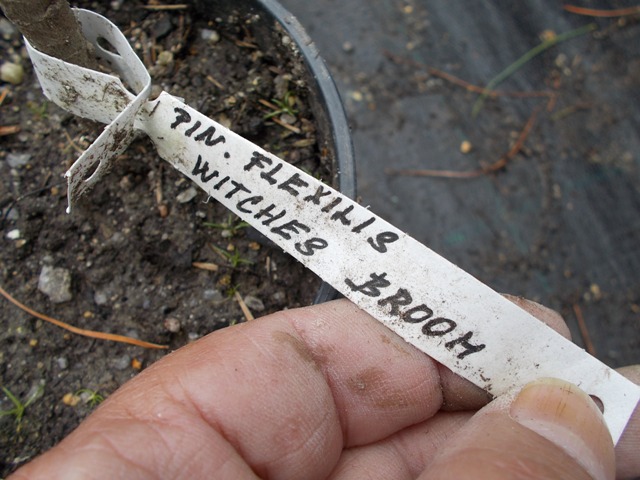 PIN. FLEXILIS
WITCHES BROOM